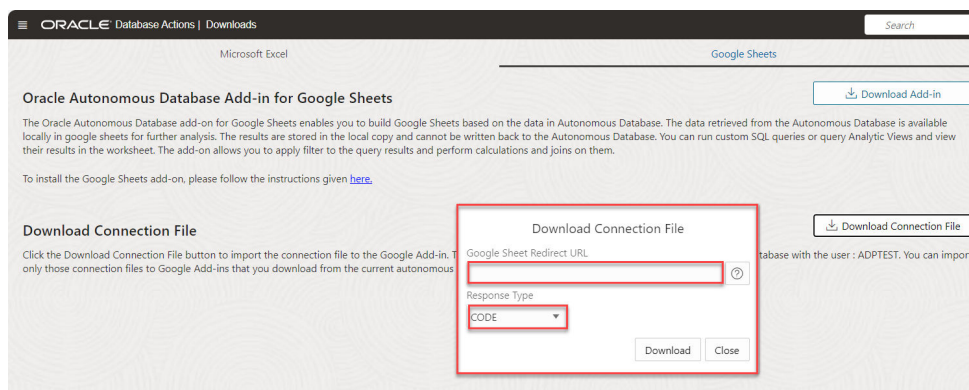 ORACLE Database Actions | Downloads
Search
Microsoft Excel
Google Sheets
Oracle Autonomous Database Add-in for Google Sheets
Download Add-in
The Oracle Autonomous Database add-on for Google Sheets enables you to build Google Sheets based on the data in Autonomous Database. The data retrieved from the Autonomous Database is available
locally in google sheets for further analysis. The results are stored in the local copy and cannot be written back to the Autonomous Database. You can run custom SQL queries or query Analytic Views and view
their results in the worksheet. The add-on allows you to apply filter to the query results and perform calculations and joins on them.
To install the Google Sheets add-on, please follow the instructions given here.
Download Connection File
Download Connection File
Click the Download Connection File button to import the connection file to the Google Add-in. T
tabase with the user : ADPTEST. You can impor
only those connection files to Google Add-ins that you download from the current autonomous
Download Connection File
Google Sheet Redirect URL
?
Response Type
CODE
Download
Close